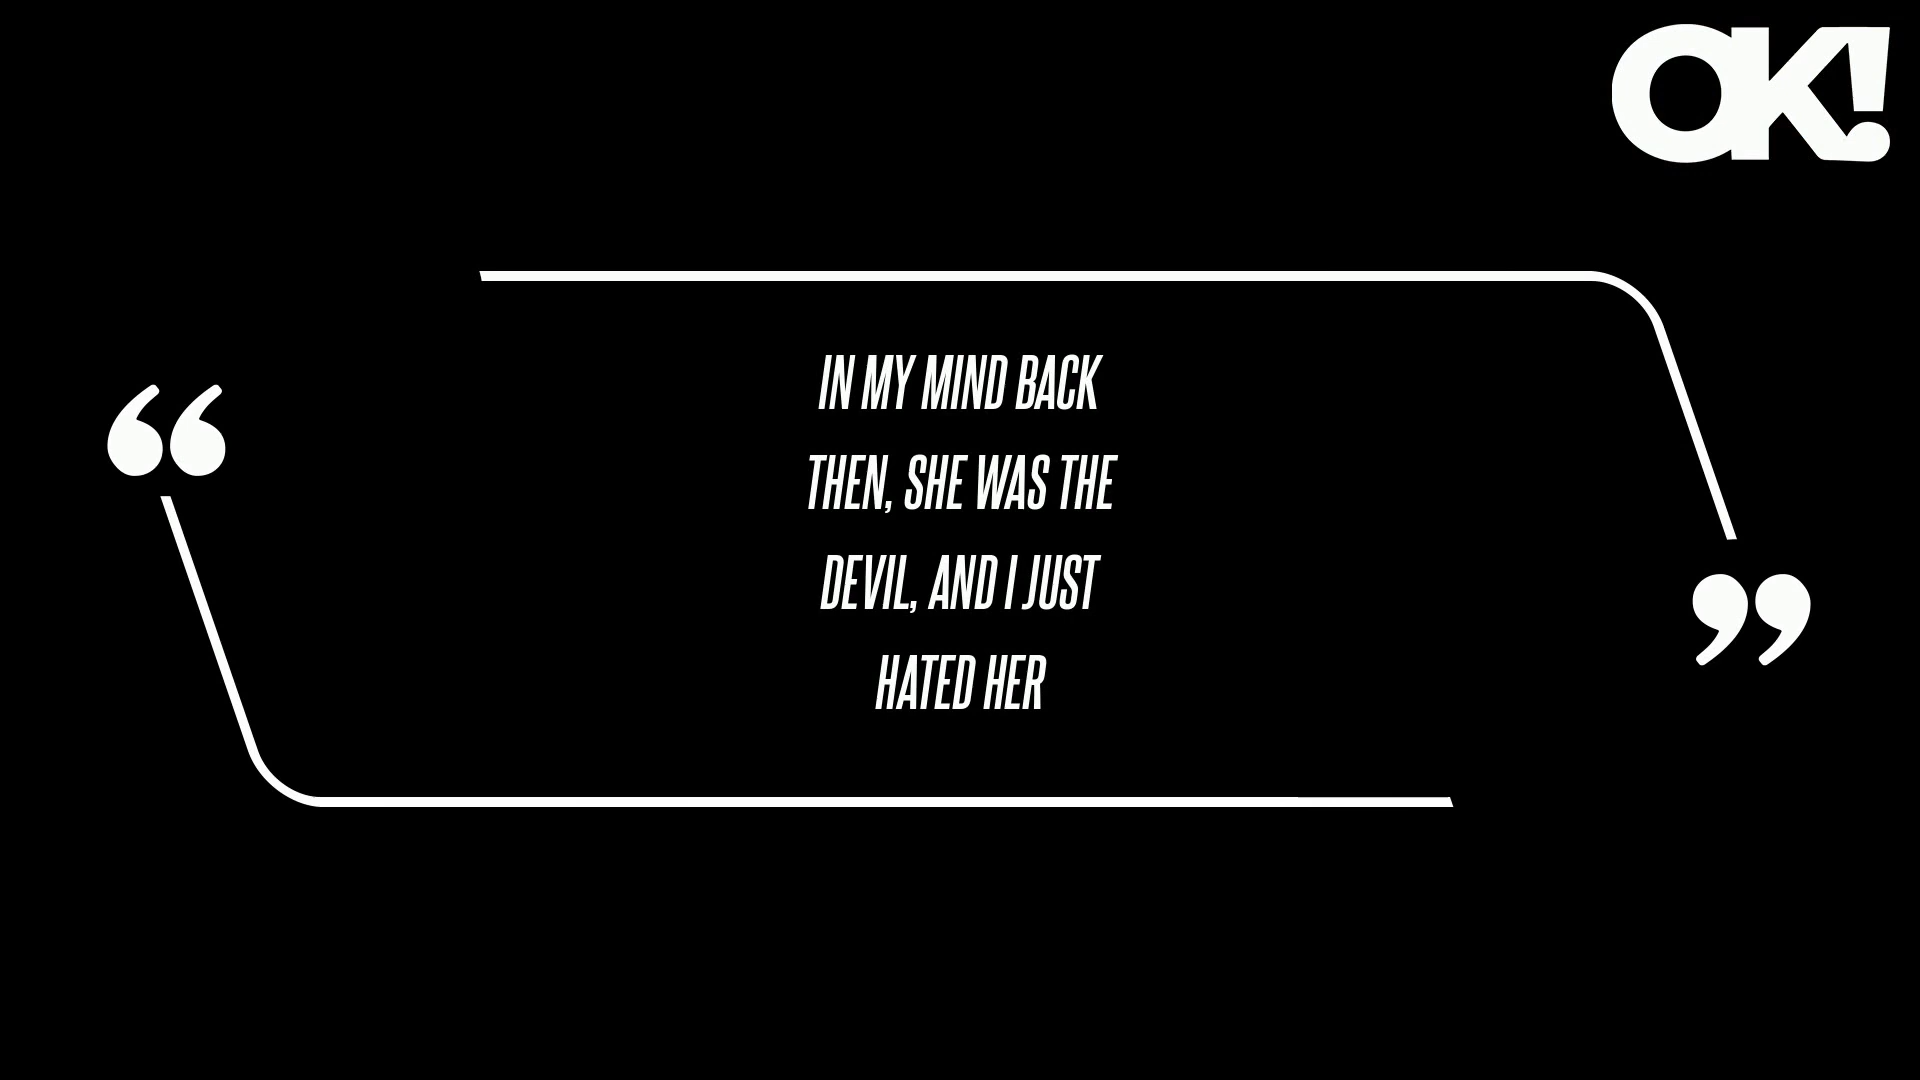 OK!
“
IN MY MIND BACK
THEN, SHE WAS THE
DEVIL, AND I JUST
HATED HER
”